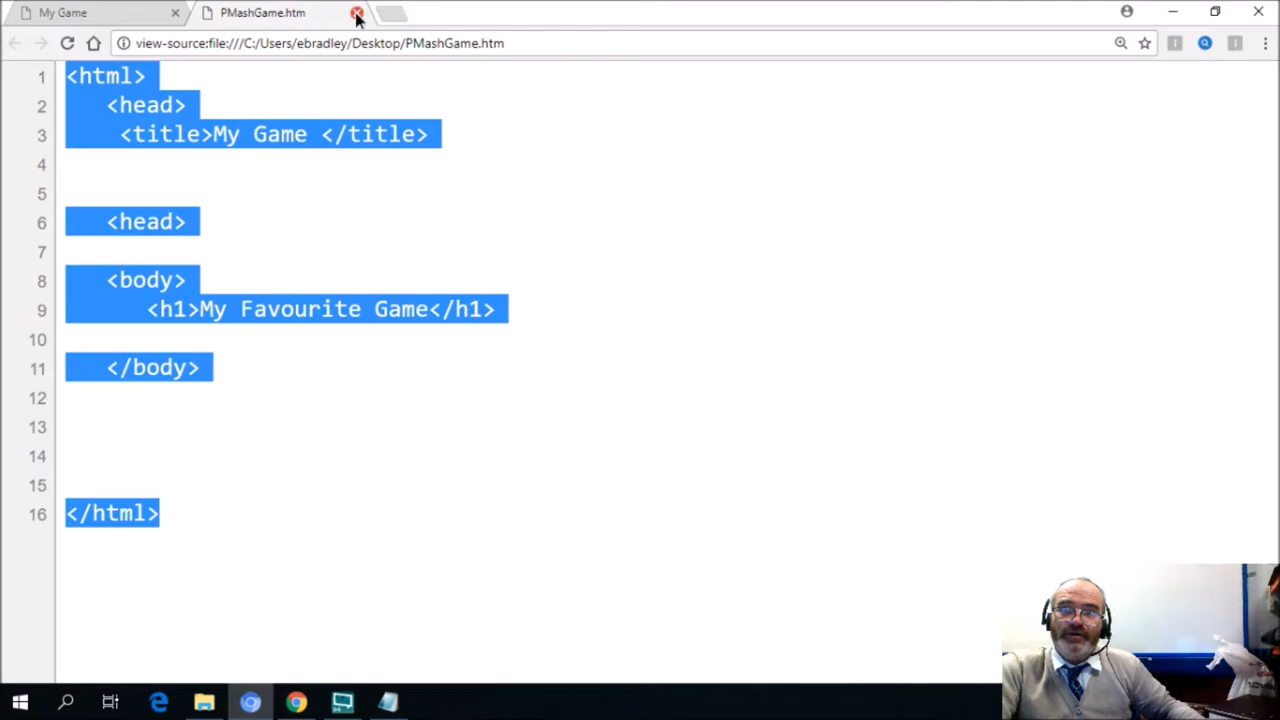 My Game
PMashGame.htm
view-source:file:///C:/Users/ebradley/Desktop/PMashGame.htm
1 <html>
2 <head>
3 <title>My Game </title>
4
5
6 <head>
7
8 <body>
9 <h1>My Favourite Game</h1>
10
11 </body>
12
13
14
15
16 </html>